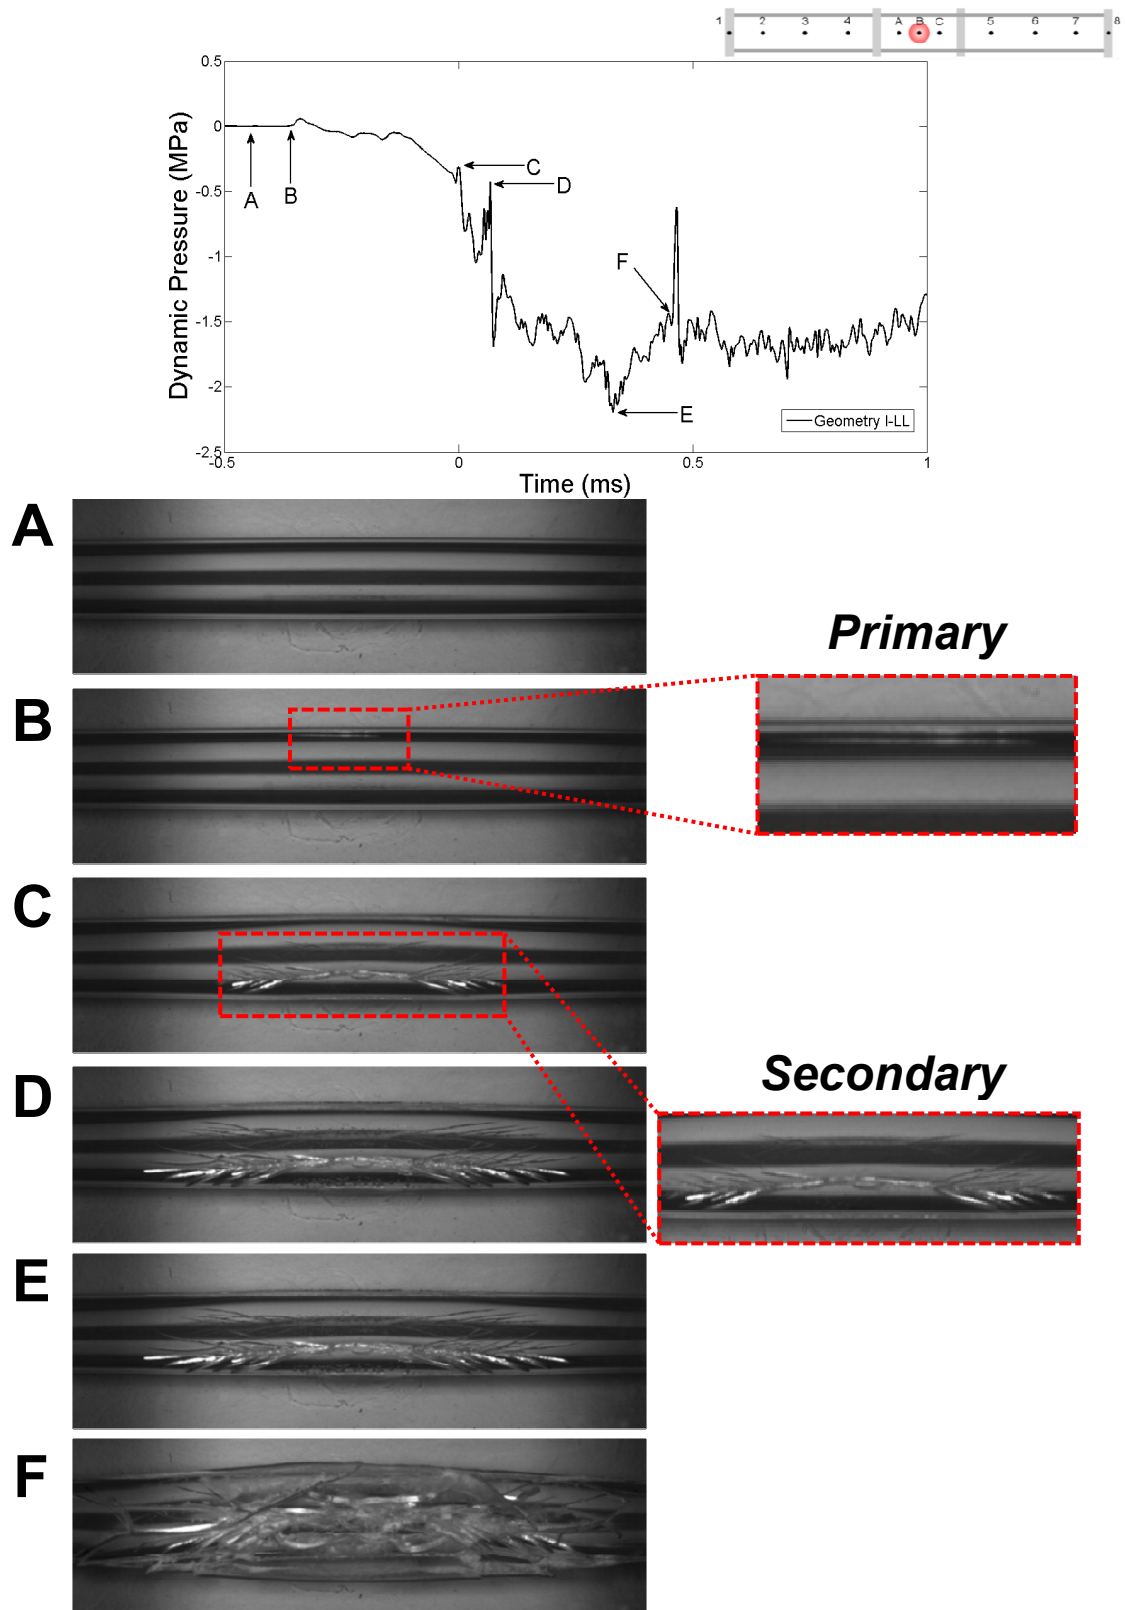 1 2 3 4 A B C 5 6 7 8
0.5
0
-0.5
-1
-1.5
-2
-2.5
Dynamic Pressure (MPa)
A
B
C
D
F
E
Geometry I-LL
-0.5 0 0.5 1
Time (ms)
A
Primary
B
C
Secondary
D
E
F